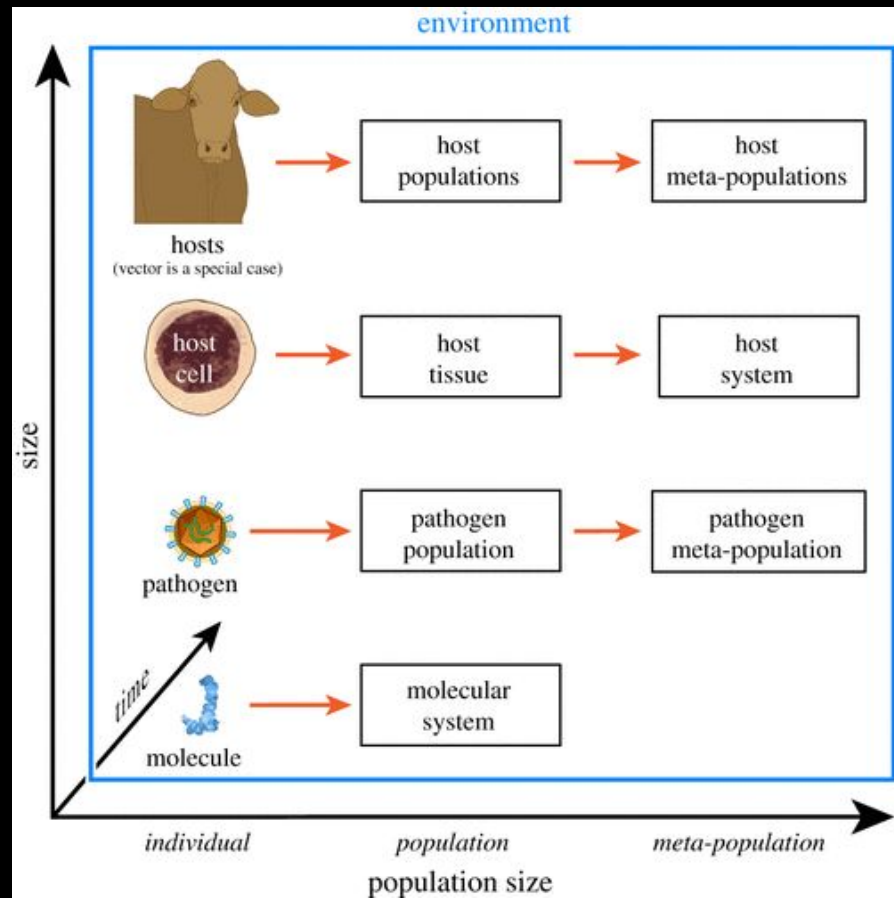 environment
host
populations
host
meta-populations
hosts
(vector is a special case)
host
cell
host
tissue
host
system
size
pathogen
population
pathogen
meta-population
pathogen
time
molecular
system
molecule
individual
population
meta-population
population size